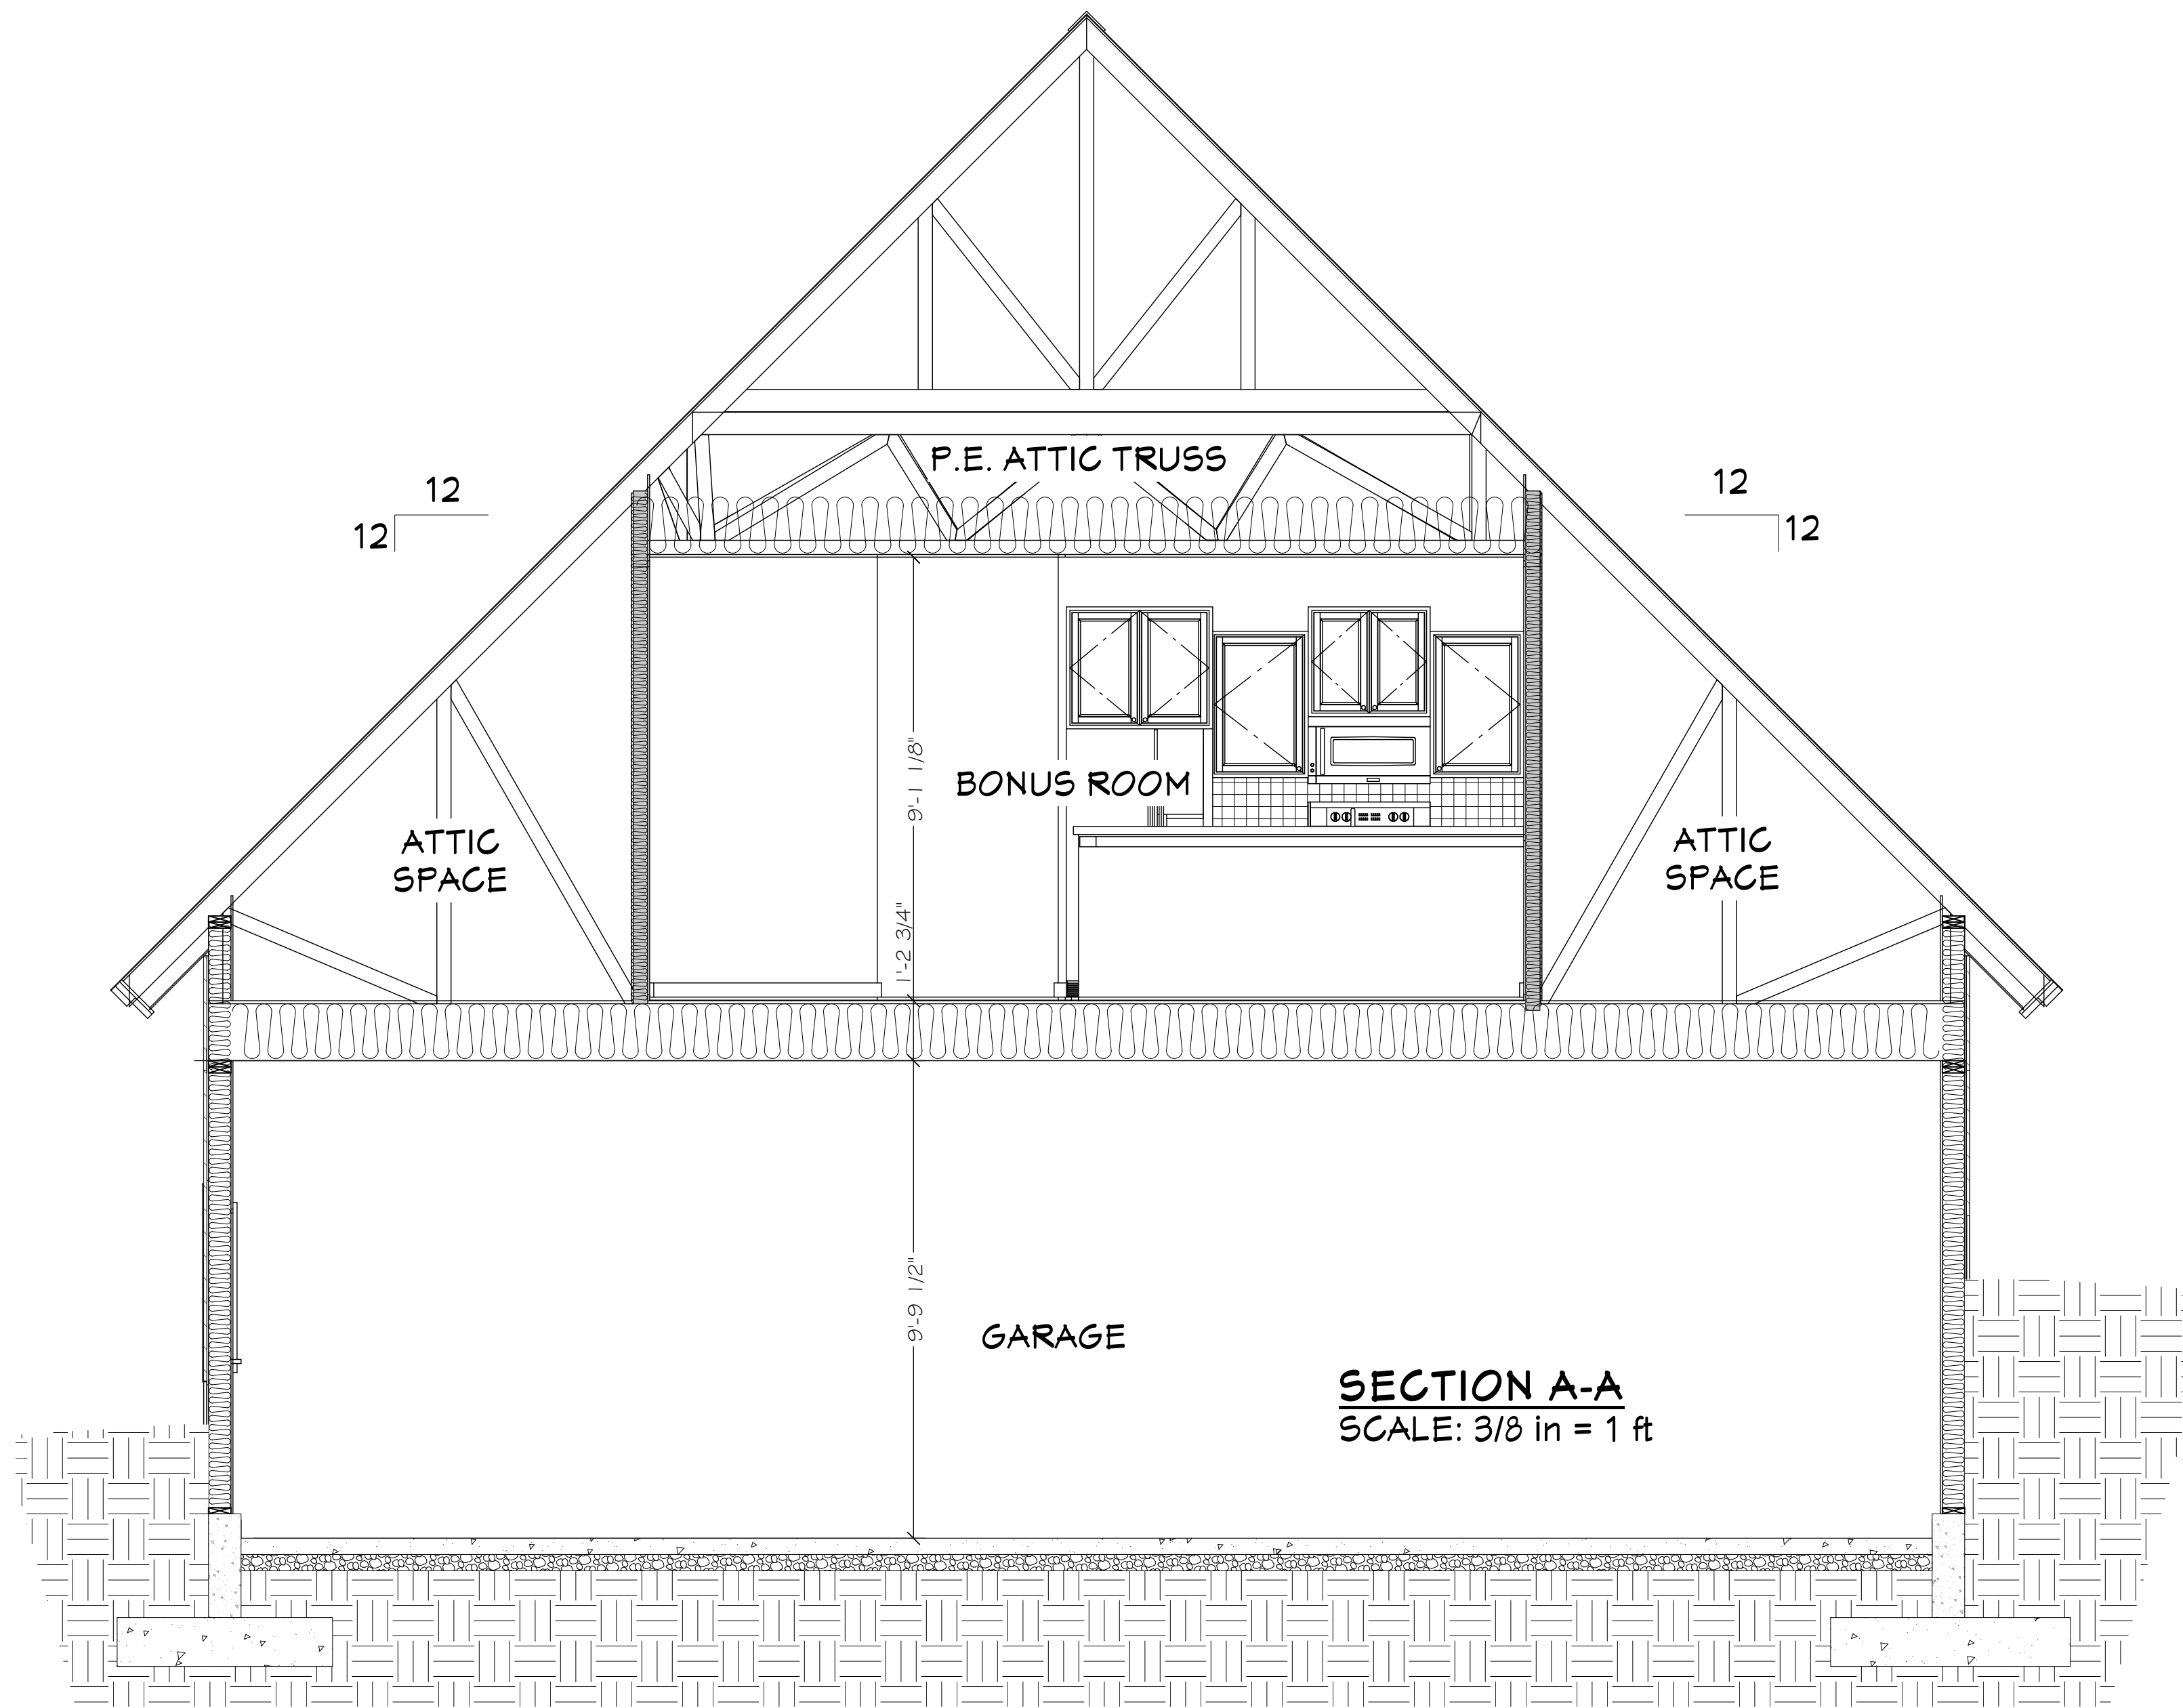 P.E. ATTIC TRUSS
12
12
12
12
9'-1 1/8"
BONUS ROOM
ATTIC
SPACE
ATTIC
SPACE
1'-2 3/4"
9'-9 1/2"
GARAGE
SECTION A-A
SCALE: 3/8 in = 1 ft